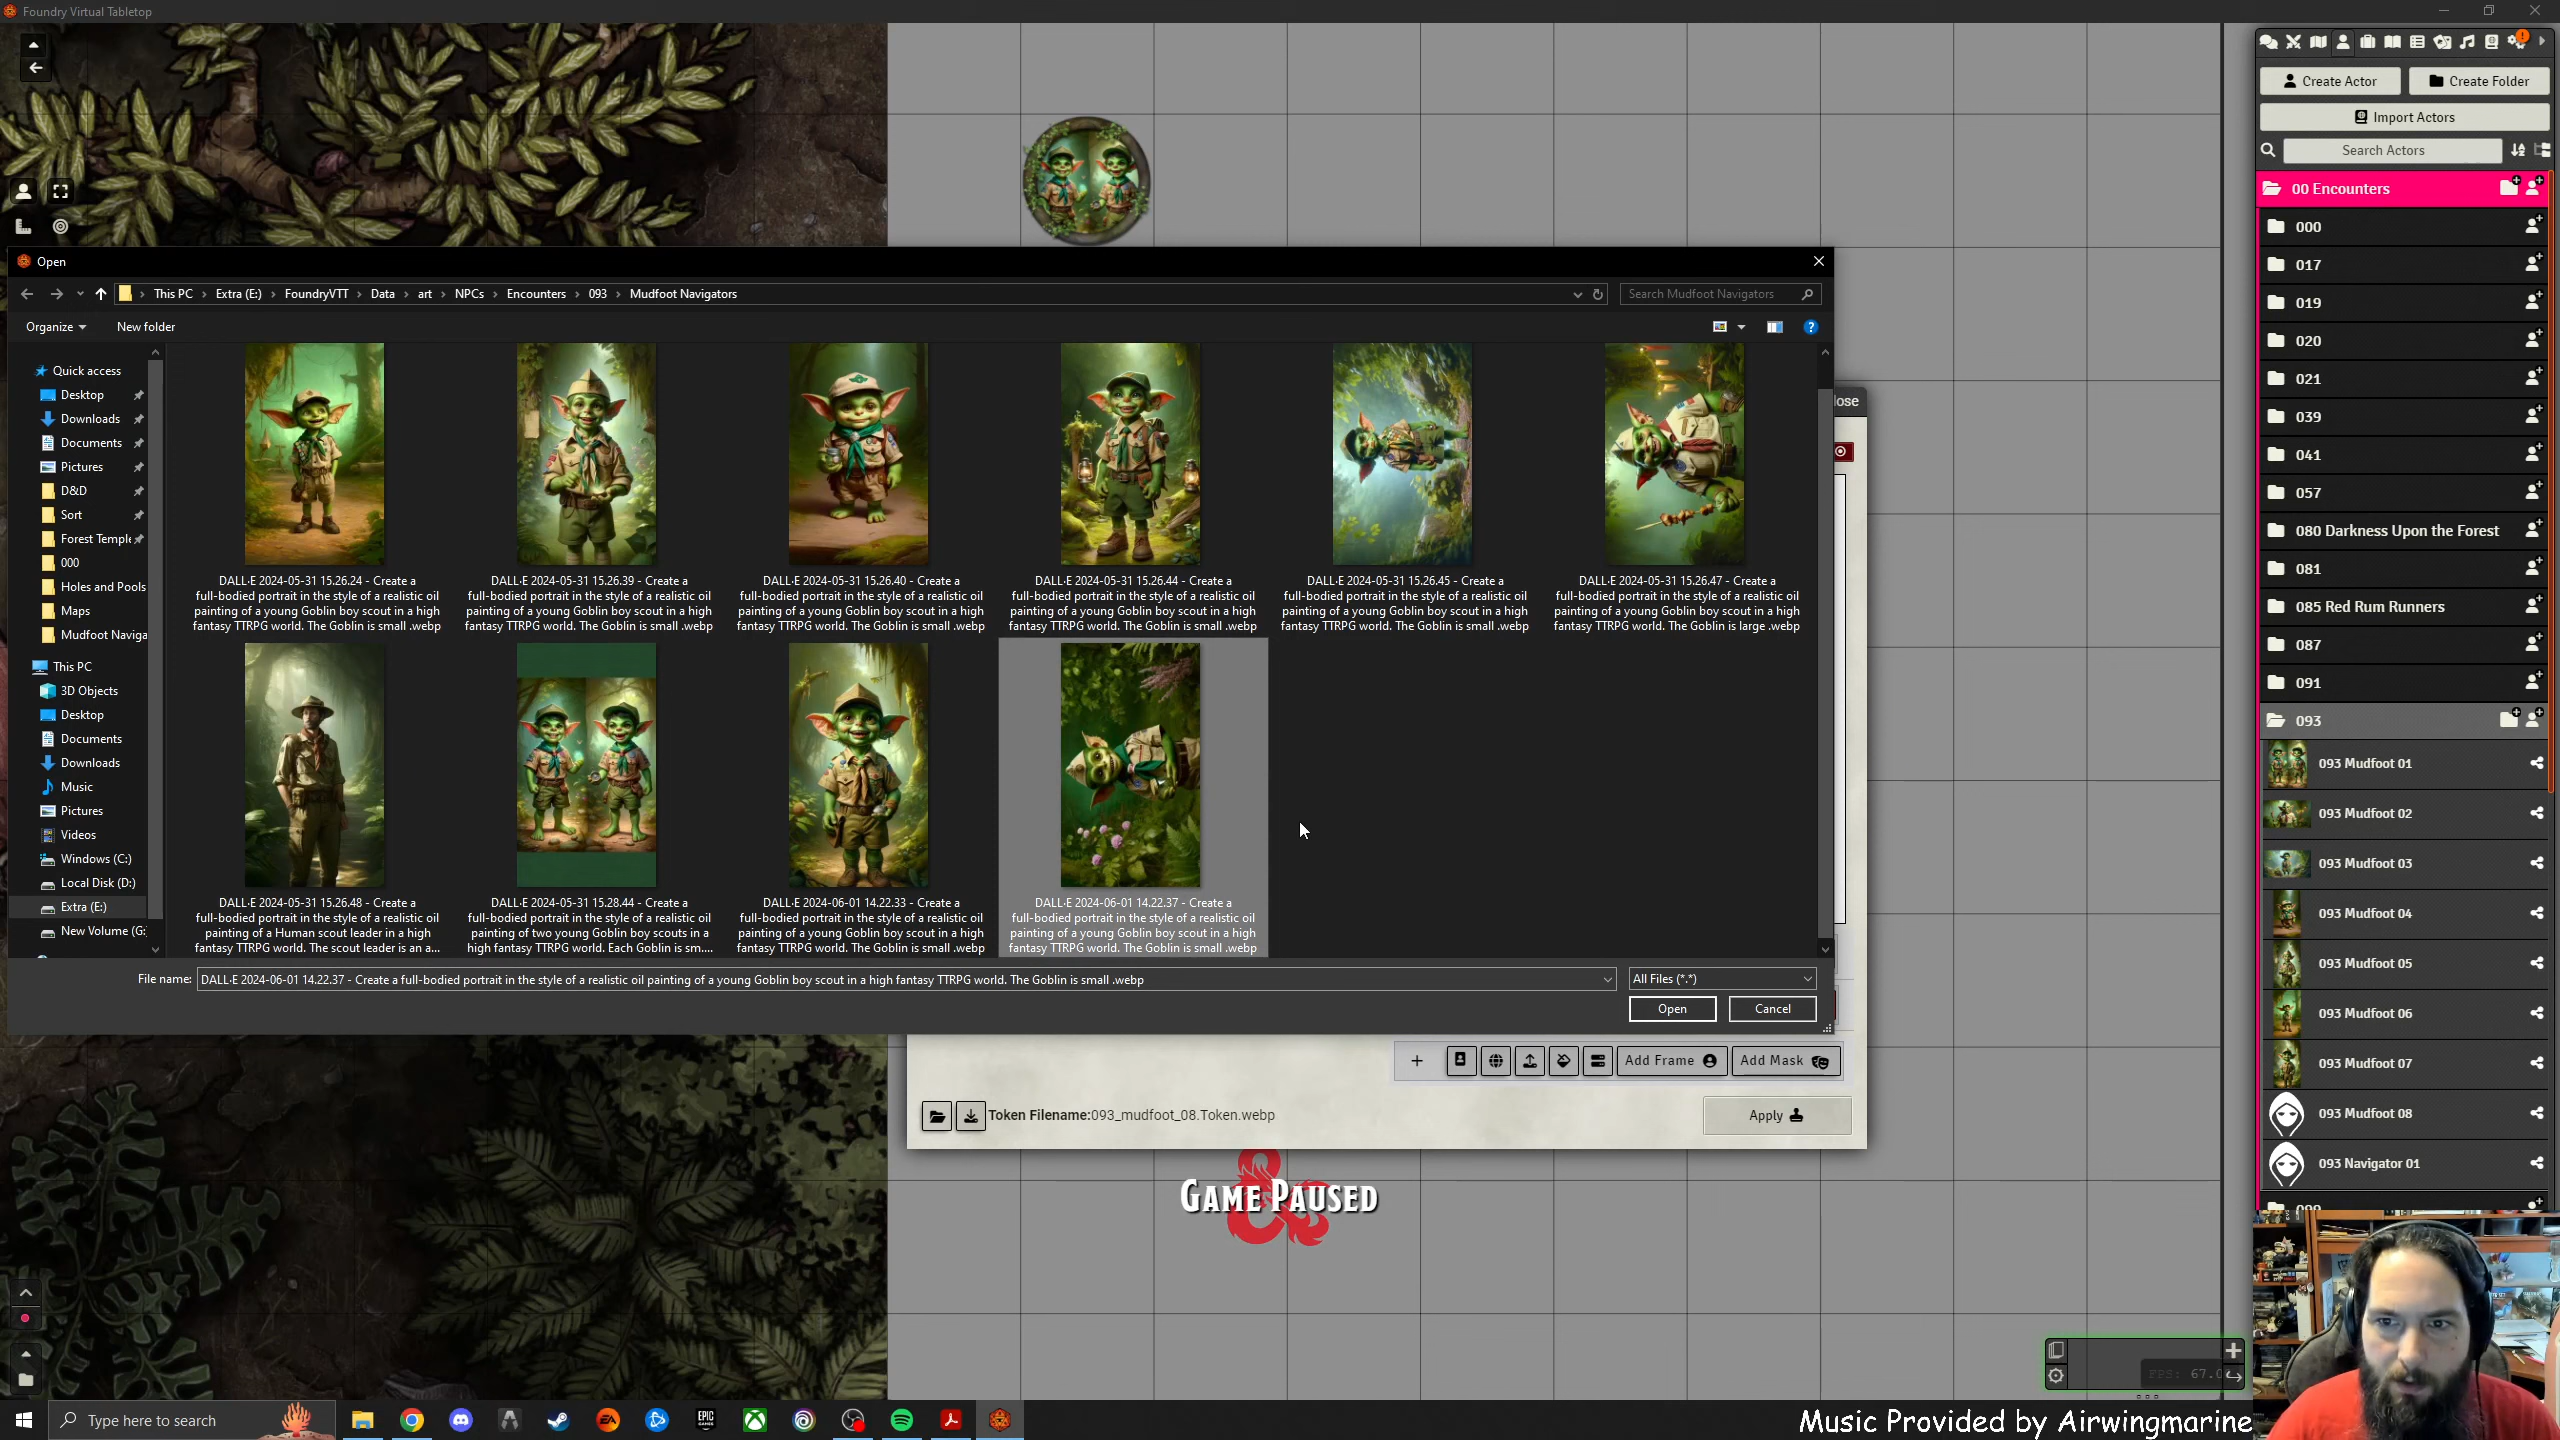 Foundry Virtual Tabletop
Create Actor
Create Folder
Import Actors
Search Actors
00 Encounters
000
017
019
020
021
039
041
057
080 Darkness Upon the Forest
081
085 Red Rum Runners
087
091
093
093 Mudfoot 01
093 Mudfoot 02
093 Mudfoot 03
093 Mudfoot 04
093 Mudfoot 05
093 Mudfoot 06
093 Mudfoot 07
093 Mudfoot 08
093 Navigator 01
099
Open
This PC > Extra (E:) > FoundryVTT > Data > art > NPCs > Encounters > 093 > Mudfoot Navigators
Search Mudfoot Navigators
Organize
New folder
Quick access
Desktop
Downloads
Documents
Pictures
D&D
Sort
Forest Temple
000
Holes and Pools
Maps
Mudfoot Naviga
This PC
3D Objects
Desktop
Documents
Downloads
Music
Pictures
Videos
Windows (C:)
Local Disk (D:)
Extra (E:)
New Volume (G:
DALL·E 2024-05-31 15.26.24 - Create a
full-bodied portrait in the style of a realistic oil
painting of a young Goblin boy scout in a high
fantasy TTRPG world. The Goblin is small .webp
DALL·E 2024-05-31 15.26.39 - Create a
full-bodied portrait in the style of a realistic oil
painting of a young Goblin boy scout in a high
fantasy TTRPG world. The Goblin is small .webp
DALL·E 2024-05-31 15.26.40 - Create a
full-bodied portrait in the style of a realistic oil
painting of a young Goblin boy scout in a high
fantasy TTRPG world. The Goblin is small .webp
DALL·E 2024-05-31 15.26.44 - Create a
full-bodied portrait in the style of a realistic oil
painting of a young Goblin boy scout in a high
fantasy TTRPG world. The Goblin is small .webp
DALL·E 2024-05-31 15.26.45 - Create a
full-bodied portrait in the style of a realistic oil
painting of a young Goblin boy scout in a high
fantasy TTRPG world. The Goblin is small .webp
DALL·E 2024-05-31 15.26.47 - Create a
full-bodied portrait in the style of a realistic oil
painting of a young Goblin boy scout in a high
fantasy TTRPG world. The Goblin is large .webp
DALL·E 2024-05-31 15.26.48 - Create a
full-bodied portrait in the style of a realistic oil
painting of a Human scout leader in a high
fantasy TTRPG world. The scout leader is an a...
DALL·E 2024-05-31 15.28.44 - Create a
full-bodied portrait in the style of a realistic oil
painting of two young Goblin boy scouts in a
high fantasy TTRPG world. Each Goblin is sm....
DALL·E 2024-06-01 14.22.33 - Create a
full-bodied portrait in the style of a realistic oil
painting of a young Goblin boy scout in a high
fantasy TTRPG world. The Goblin is small .webp
DALL·E 2024-06-01 14.22.37 - Create a
full-bodied portrait in the style of a realistic oil
painting of a young Goblin boy scout in a high
fantasy TTRPG world. The Goblin is small .webp
File name: DALL·E 2024-06-01 14.22.37 - Create a full-bodied portrait in the style of a realistic oil painting of a young Goblin boy scout in a high fantasy TTRPG world. The Goblin is small .webp
All Files (*.*)
Open
Cancel
lose
Add Frame
Add Mask
Token Filename:093_mudfoot_08.Token.webp
Apply
GAME PAUSED
FPS: 67.0
Type here to search
EPIC GAMES
EA
Music Provided by Airwingmarine